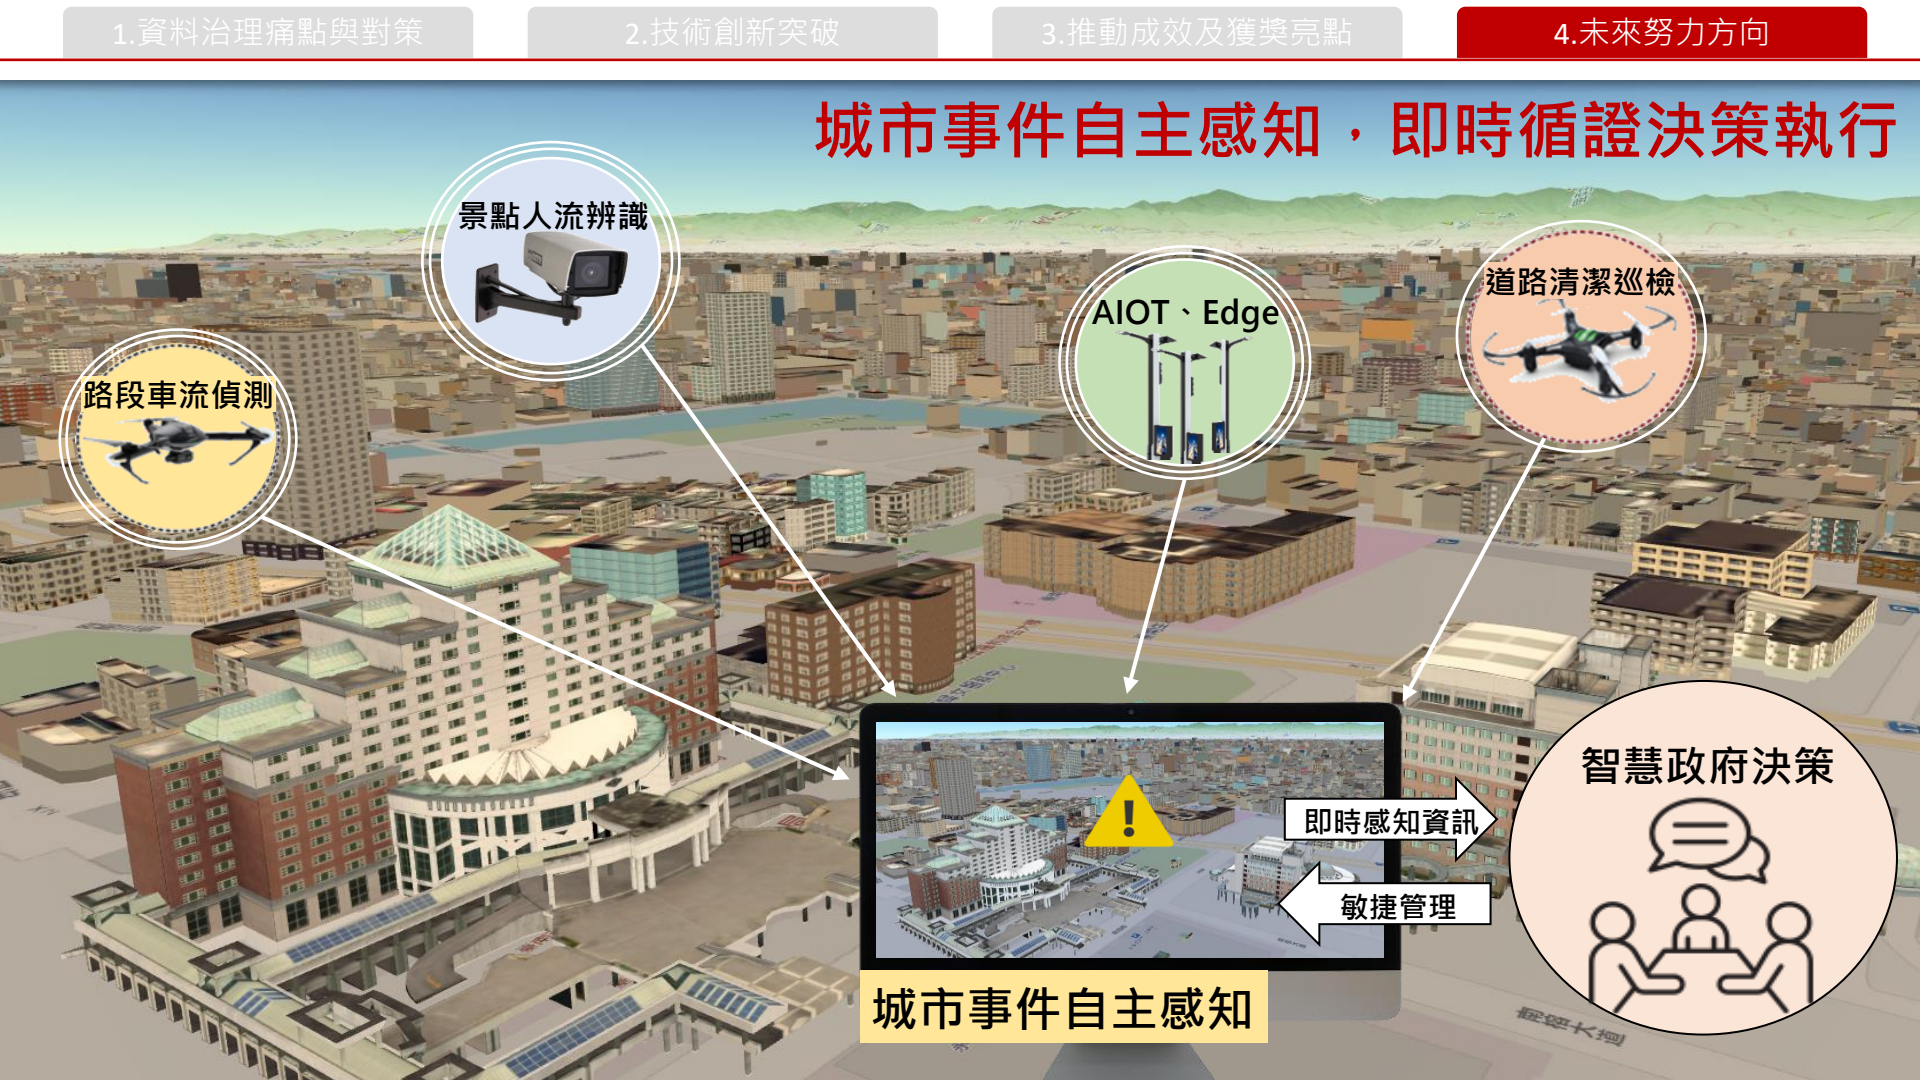 1.資料治理痛點與對策
2.技術創新突破
3.推動成效及獲獎亮點
4.未來努力方向
城市事件自主感知，即時循證決策執行
景點人流辨識
道路清潔巡檢
AIOT、Edge
路段車流偵測
智慧政府決策
即時感知資訊
敏捷管理
城市事件自主感知